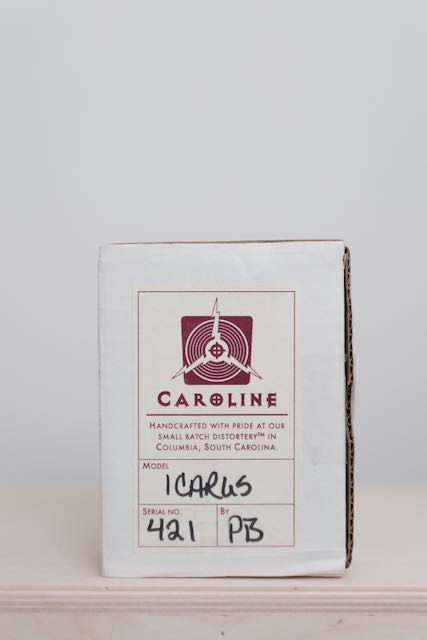 CAROLINE
HANDCRAFTED WITH PRIDE AT OUR
SMALL BATCH DISTORTERY™ IN
COLUMBIA, SOUTH CAROLINA.
MODEL
ICARUS
SERIAL NO. BY
421 PB